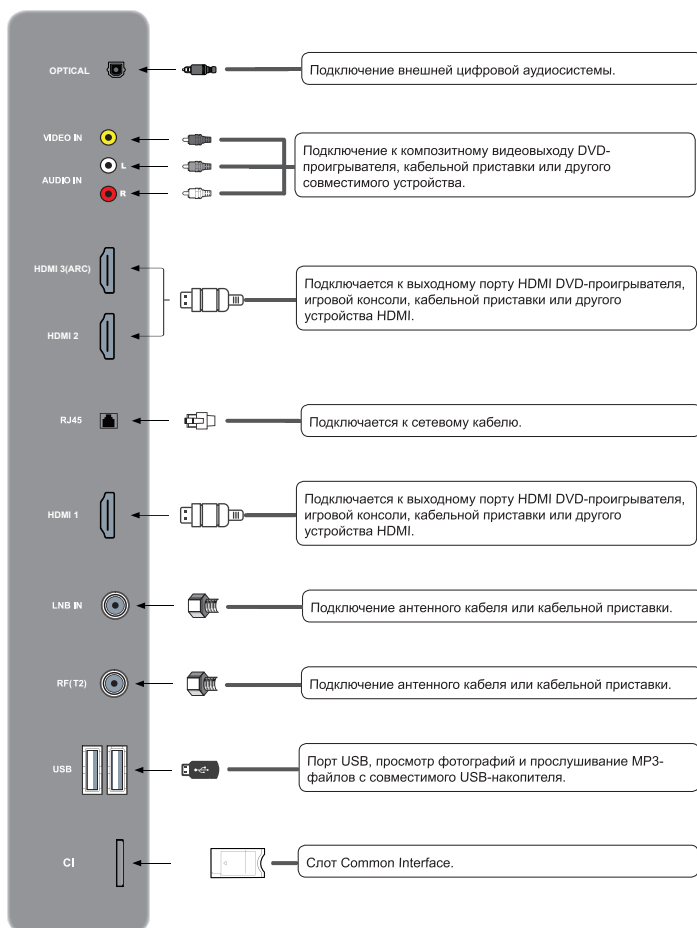 OPTICAL
Подключение внешней цифровой аудиосистемы.
VIDEO IN
L
AUDIO IN
R
Подключение к композитному видеовыходу DVD-
проигрывателя, кабельной приставки или другого
совместимого устройства.
HDMI 3(ARC)
HDMI 2
Подключается к выходному порту HDMI DVD-проигрывателя,
игровой консоли, кабельной приставки или другого
устройства HDMI.
RJ45
Подключается к сетевому кабелю.
HDMI 1
Подключается к выходному порту HDMI DVD-проигрывателя,
игровой консоли, кабельной приставки или другого
устройства HDMI.
LNB IN
Подключение антенного кабеля или кабельной приставки.
RF(T2)
Подключение антенного кабеля или кабельной приставки.
USB
Порт USB, просмотр фотографий и прослушивание MP3-
файлов с совместимого USB-накопителя.
CI
Слот Common Interface.